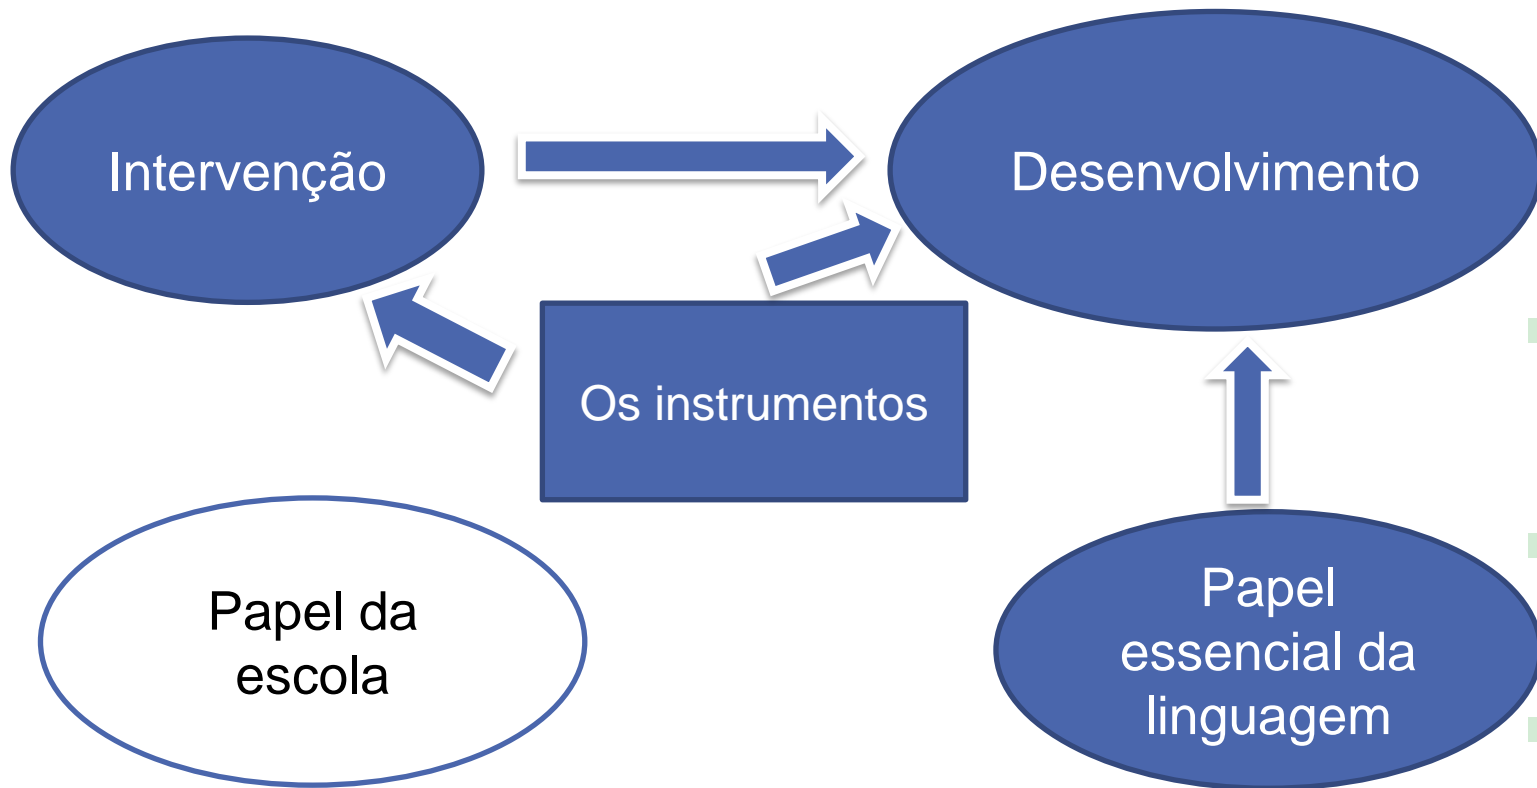 Intervenção
Desenvolvimento
Os instrumentos
Papel da
escola
Papel
essencial da
linguagem